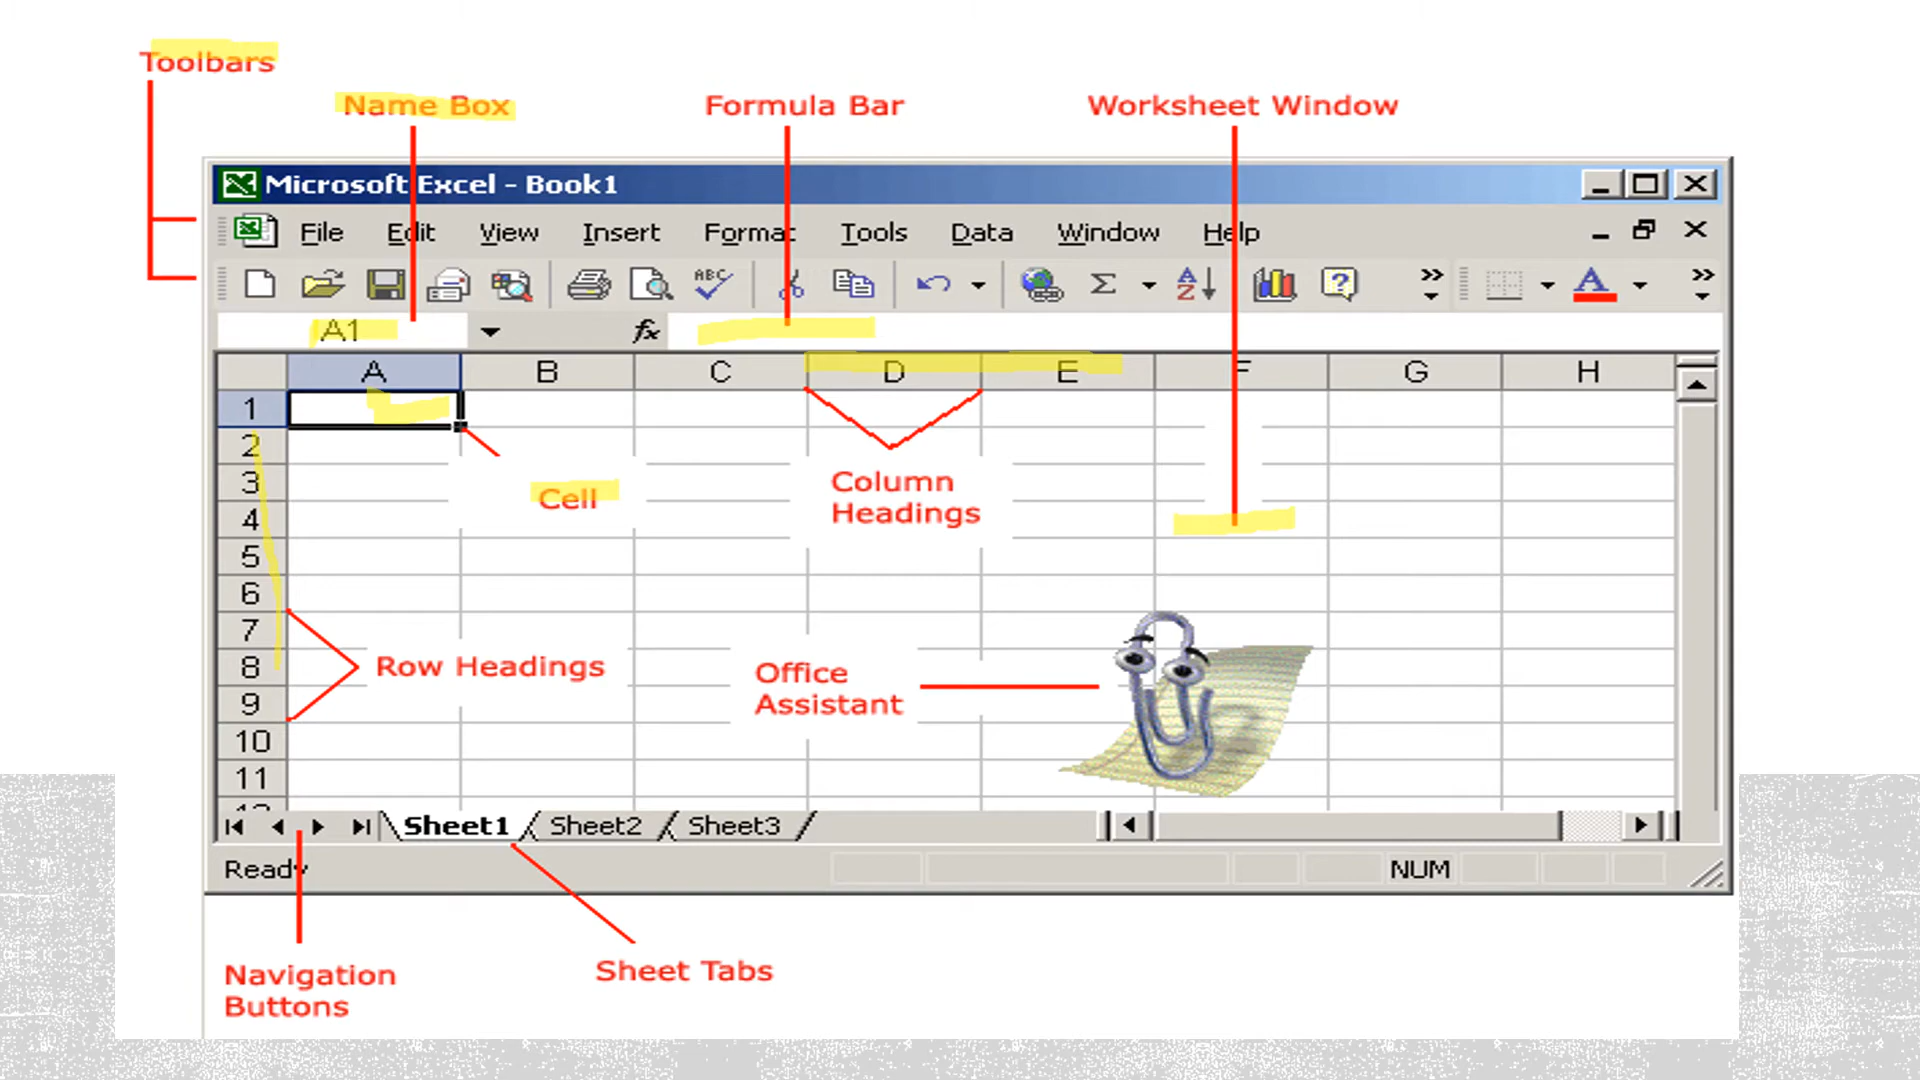 Toolbars
Name Box
Formula Bar
Worksheet Window
Microsoft Excel - Book1
File Edit View Insert Format Tools Data Window Help
ABC Σ A Z ? » A »
A1 fx
A B C D E F G H
1
2
3
4
5
6
7
8
9
10
11
Cell
Column
Headings
Row Headings
Office
Assistant
Sheet1 Sheet2 Sheet3
Ready NUM
Navigation
Buttons
Sheet Tabs